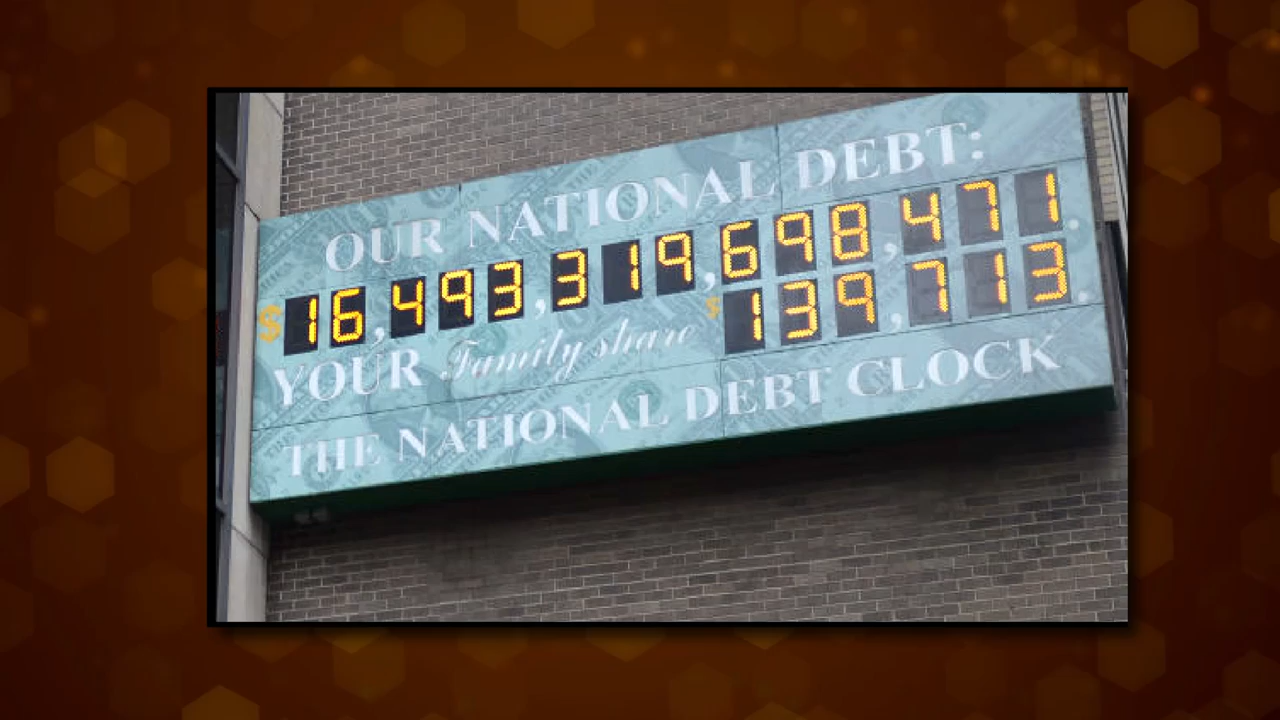 OUR NATIONAL DEBT:
$16,493,319,698,471.
YOUR Family share $139,713.
THE NATIONAL DEBT CLOCK